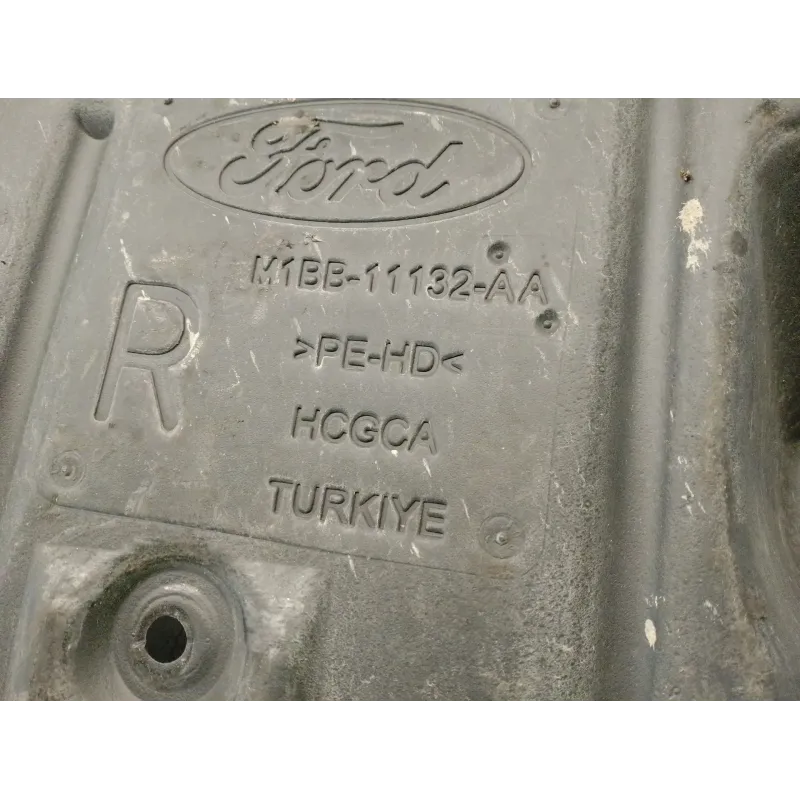 Ford
M1BB-11132-AA
R
>PE-HD<
HCGCA
TURKIYE